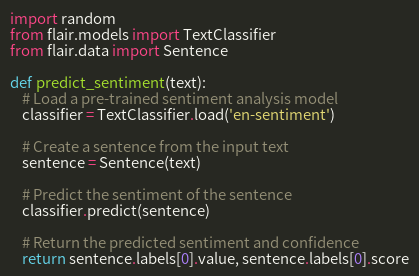 import random
from flair.models import TextClassifier
from flair.data import Sentence

def predict_sentiment(text):
    # Load a pre-trained sentiment analysis model
    classifier = TextClassifier.load('en-sentiment')

    # Create a sentence from the input text
    sentence = Sentence(text)

    # Predict the sentiment of the sentence
    classifier.predict(sentence)

    # Return the predicted sentiment and confidence
    return sentence.labels[0].value, sentence.labels[0].score